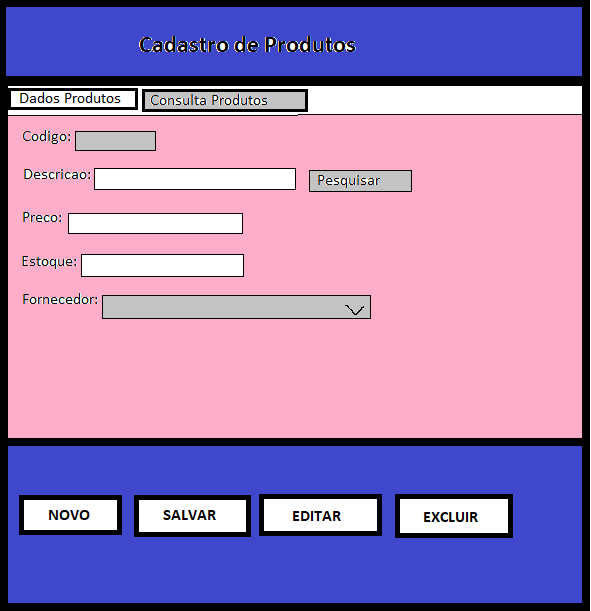 Cadastro de Produtos
Dados Produtos Consulta Produtos
Codigo:
Descricao: Pesquisar
Preco:
Estoque:
Fornecedor:
NOVO SALVAR EDITAR EXCLUIR